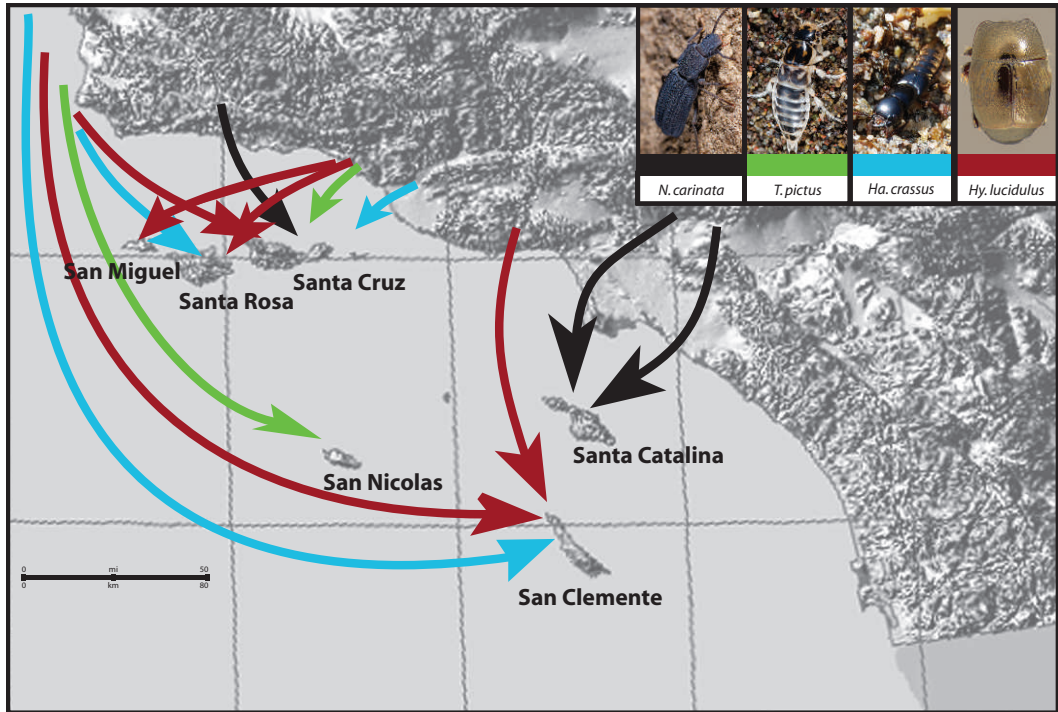 N. carinata
T. pictus
Ha. crassus
Hy. lucidulus
San Miguel
Santa Rosa
Santa Cruz
San Nicolas
Santa Catalina
San Clemente
0 mi 50
0 km 80